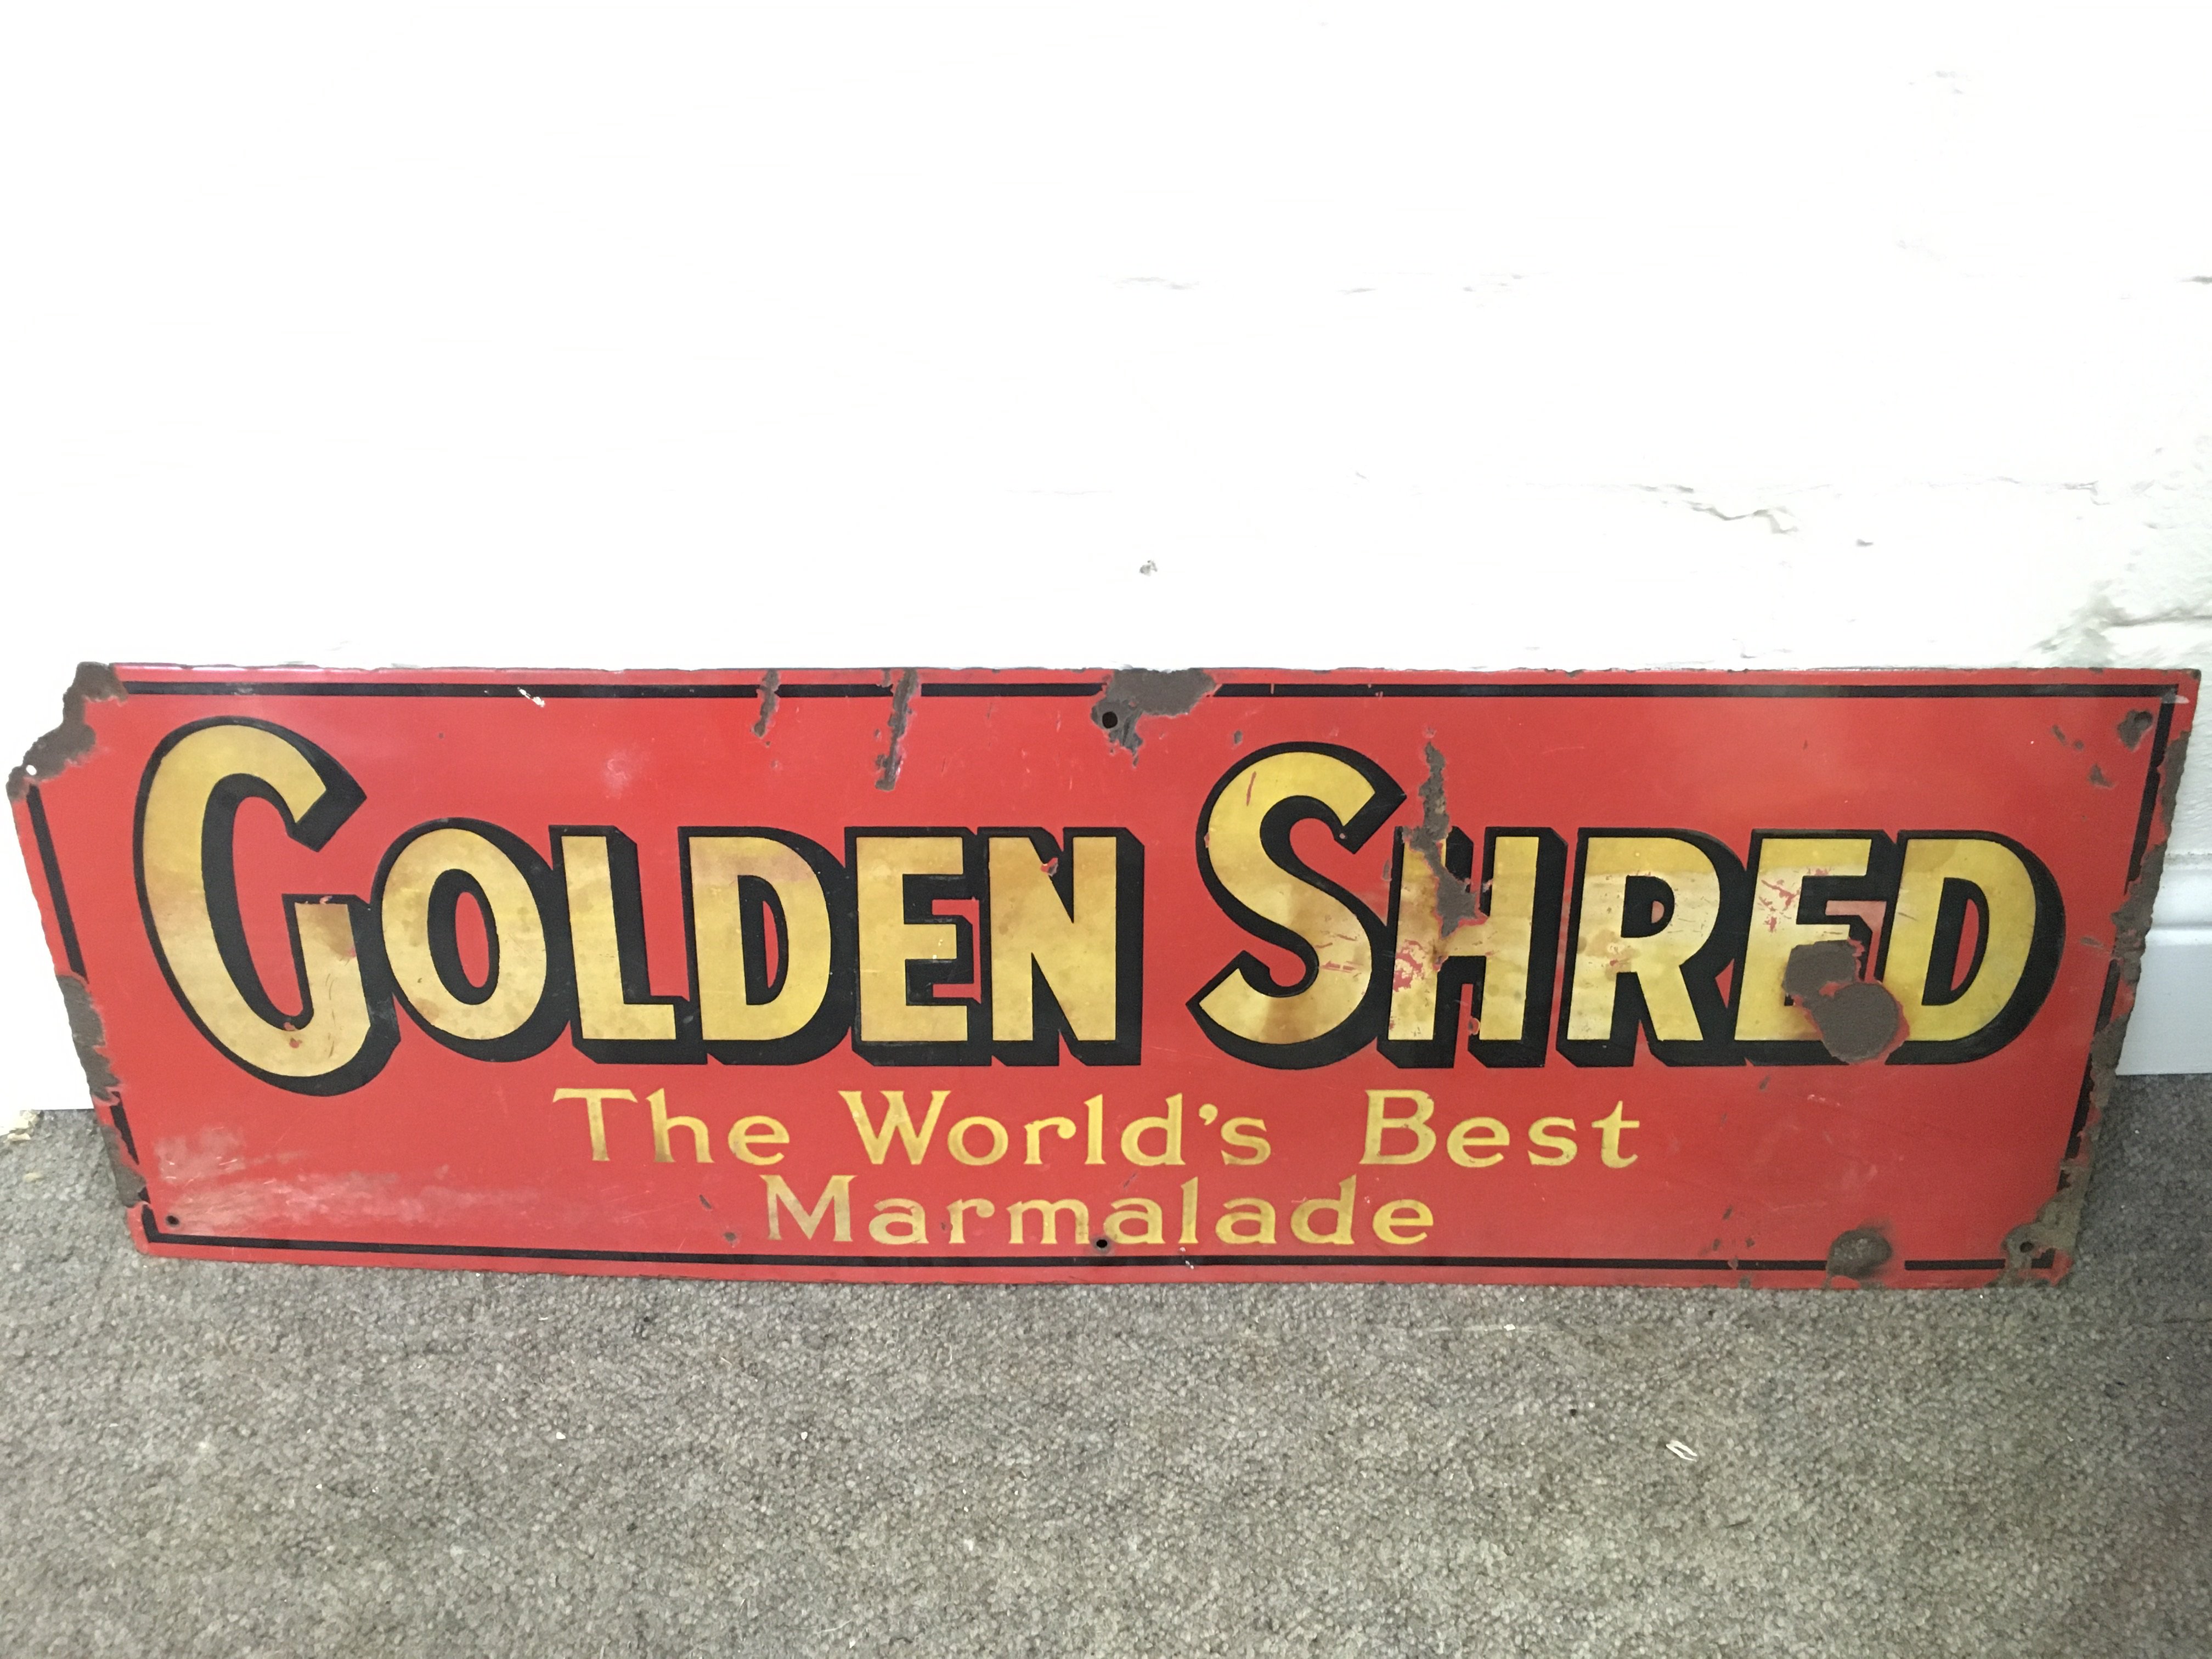 GOLDEN SHRED
The World's Best
Marmalade